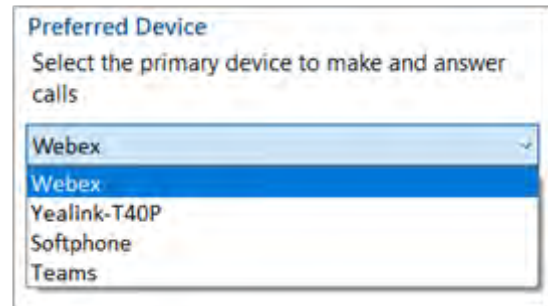 Preferred Device
Select the primary device to make and answer
calls
Webex
Webex
Yealink-T40P
Softphone
Teams